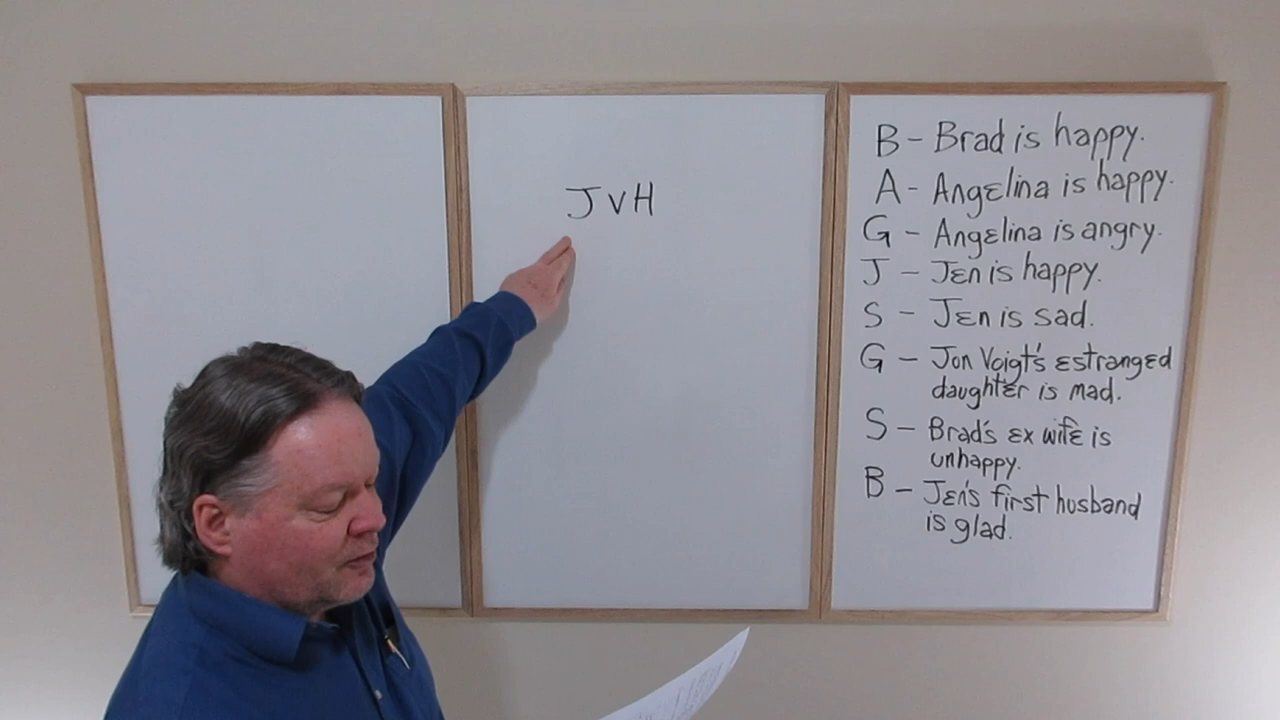 J v H
B - Brad is happy.
A - Angelina is happy.
G - Angelina is angry.
J - Jen is happy.
S - Jen is sad.
G - Jon Voigt's estranged
daughter is mad.
S - Brad's ex wife is
unhappy.
B - Jen's first husband
is glad.